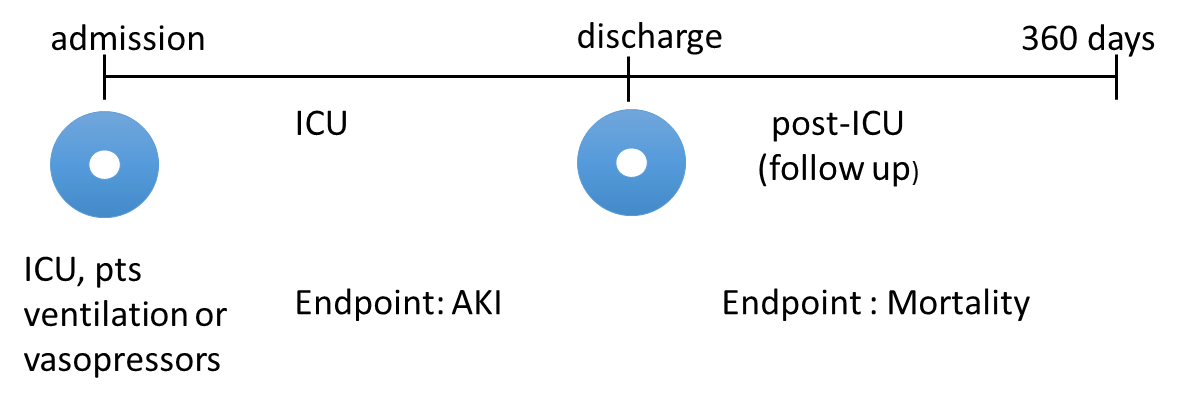 admission
discharge
360 days
ICU
post-ICU
(follow up)
ICU, pts
ventilation or
vasopressors
Endpoint: AKI
Endpoint : Mortality